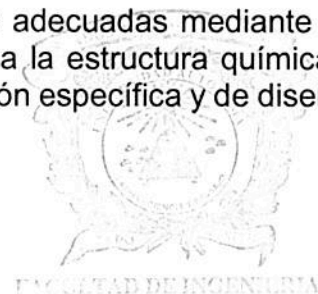 adecuadas mediante
a la estructura química
ón específica y de dise
FACULTAD DE INGENIERIA